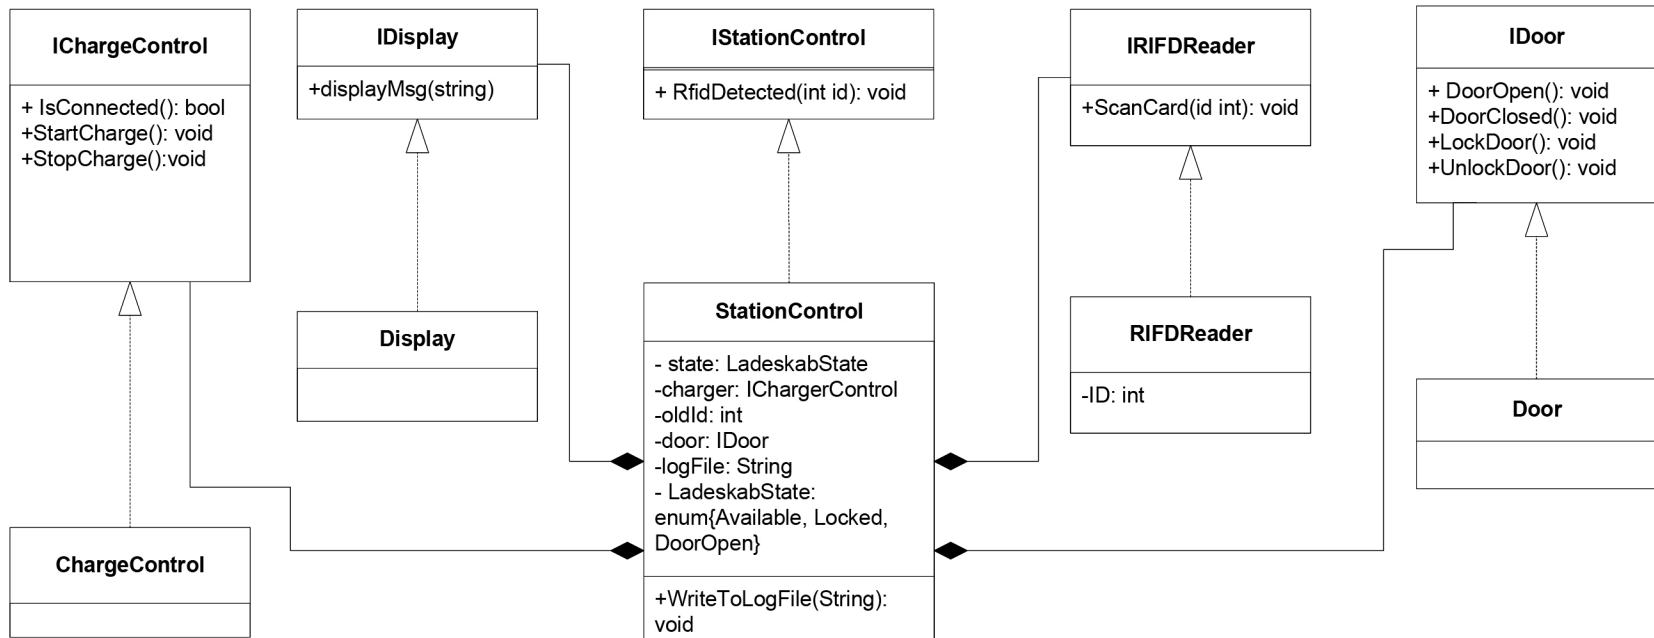 IChargeControl
+ IsConnected(): bool
+StartCharge(): void
+StopCharge():void
IDisplay
+displayMsg(string)
IStationControl
+ RfidDetected(int id): void
IRIFDReader
+ScanCard(id int): void
IDoor
+ DoorOpen(): void
+DoorClosed(): void
+LockDoor(): void
+UnlockDoor(): void
ChargeControl
Display
StationControl
- state: LadeskabState
-charger: IChargerControl
-oldId: int
-door: IDoor
-logFile: String
- LadeskabState:
enum{Available, Locked,
DoorOpen}
+WriteToLogFile(String):
void
RIFDReader
-ID: int
Door